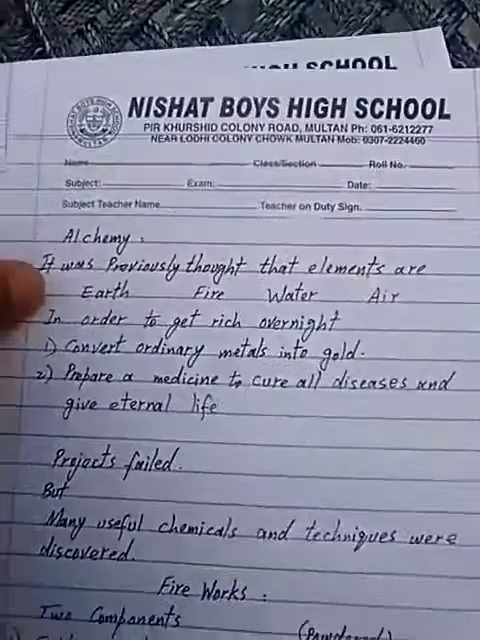 HIGH SCHOOL
NISHAT BOYS HIGH SCHOOL
PIR KHURSHID COLONY ROAD, MULTAN Ph: 061-6212277
NEAR LODHI COLONY CHOWK MULTAN Mob: 0307-2224460
Name Class/Section Roll No.
Subject: Exam: Date:
Subject Teacher Name Teacher on Duty Sign.
Alchemy :
It was Proviously thought that elements are
Earth Fire Water Air
In order to get rich overnight
1) Convert ordinary metals into gold.
2) Prepare a medicine to cure all diseases and
give eternal life
Projects failed.
But
Many useful chemicals and techniques were
discovered.
Fire Works :
Two Components